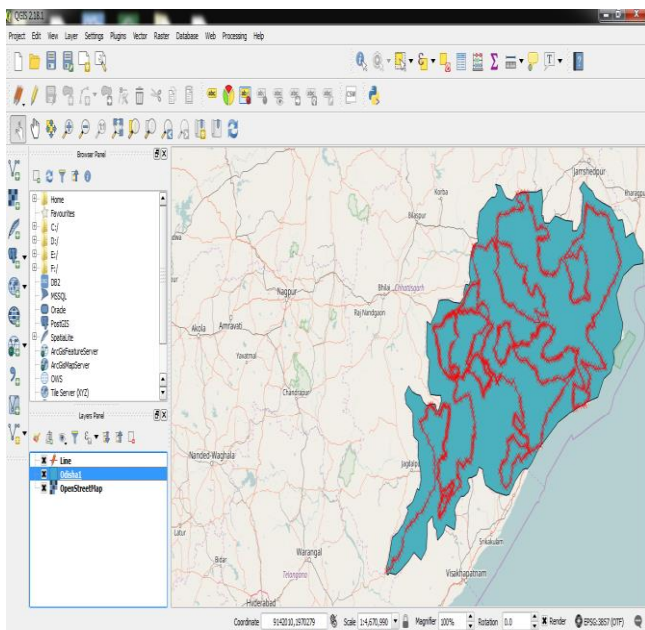 QGIS 2.18.1
Project Edit View Layer Settings Plugins Vector Raster Database Web Processing Help
Browser Panel
Home
Favourites
C:/
D:/
E:/
F:/
DB2
MSSQL
Oracle
PostGIS
SpatiaLite
ArcGisFeatureServer
ArcGisMapServer
OWS
Tile Server (XYZ)
Layers Panel
Line
Odisha1
OpenStreetMap
Jamshedpur
Korba
Bilaspur
Bhilai Chhattisgarh
Nagpur
Raj Nandgaon
Akola Amravati
Yavatmal
Chandrapur
Nanded-Waghala
Jagdalpur
Latur
Bidar
Warangal
Telangana
Srikakulam
Visakhapatnam
Hyderabad
Coordinate 9142010,1970279 Scale 1:4,670,990 Magnifier 100% Rotation 0.0 Render EPSG:3857 (OTF)